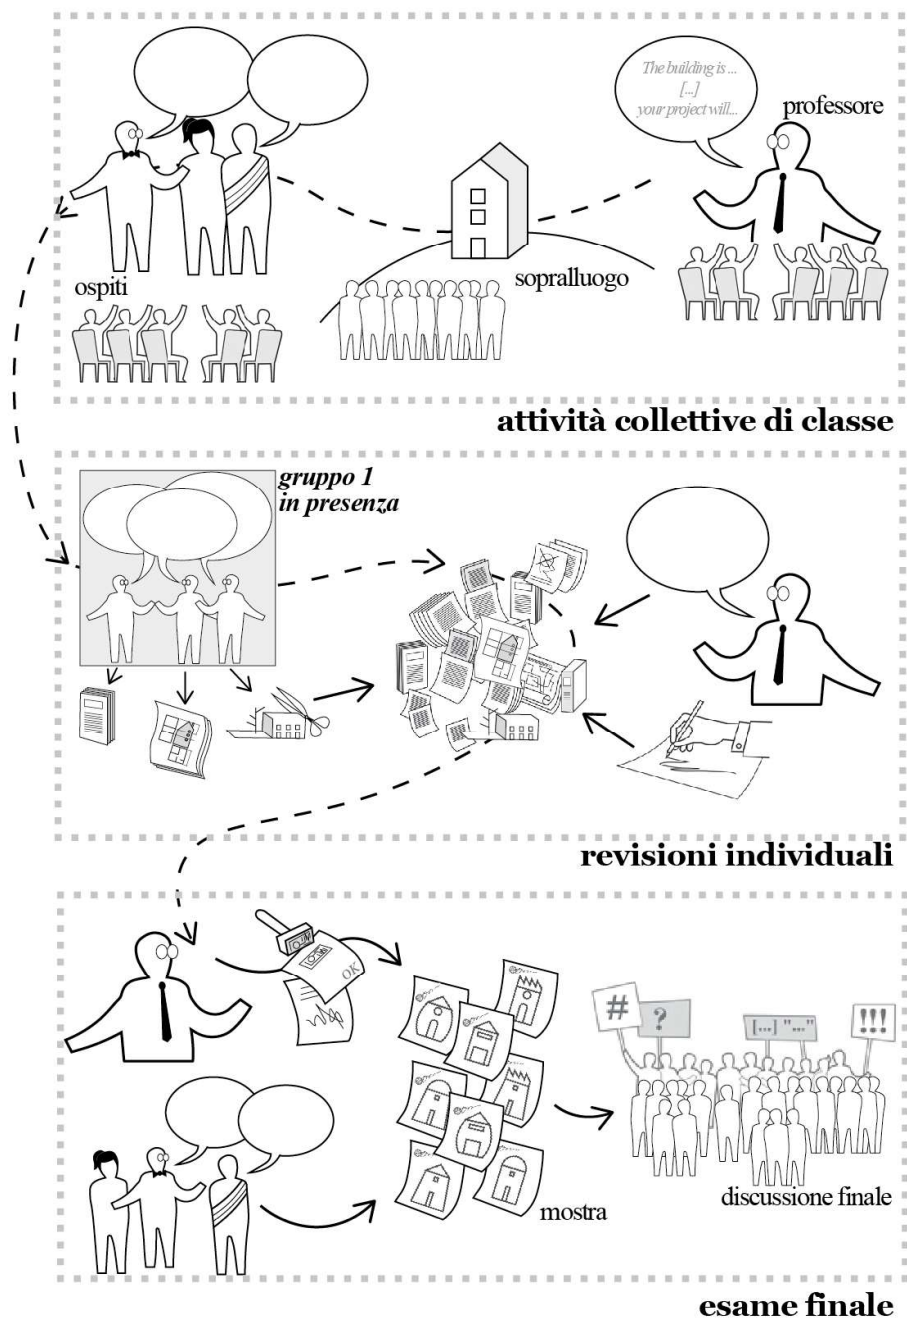 The building is ...
[...]
your project will...
professore
ospiti
sopralluogo
attività collettive di classe
gruppo 1
in presenza
revisioni individuali
OK
#
?
[...] "..."
!!!
mostra
discussione finale
esame finale